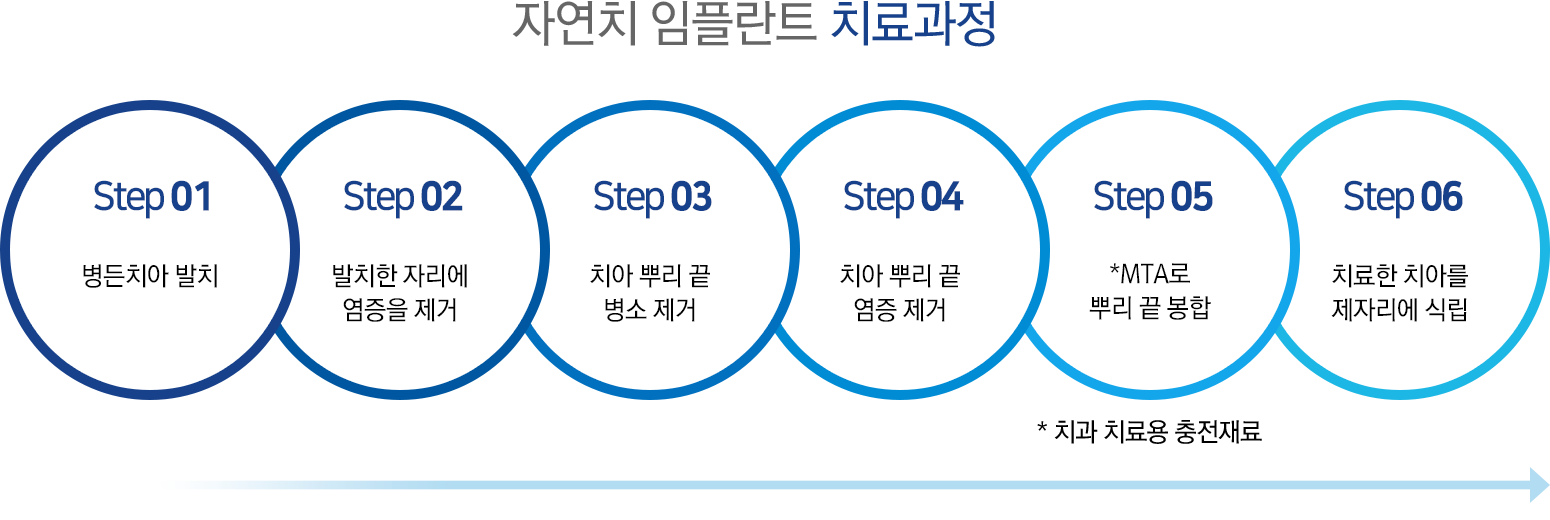 자연치 임플란트 치료과정
Step 01
병든치아 발치
Step 02
발치한 자리에
염증을 제거
Step 03
치아 뿌리 끝
병소 제거
Step 04
치아 뿌리 끝
염증 제거
Step 05
*MTA로
뿌리 끝 봉합
Step 06
치료한 치아를
제자리에 식립
* 치과 치료용 충전재료